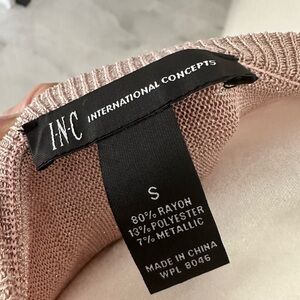 I·N·C INTERNATIONAL CONCEPTS
S
80% RAYON
13% POLYESTER
7% METALLIC
MADE IN CHINA
WPL 8046